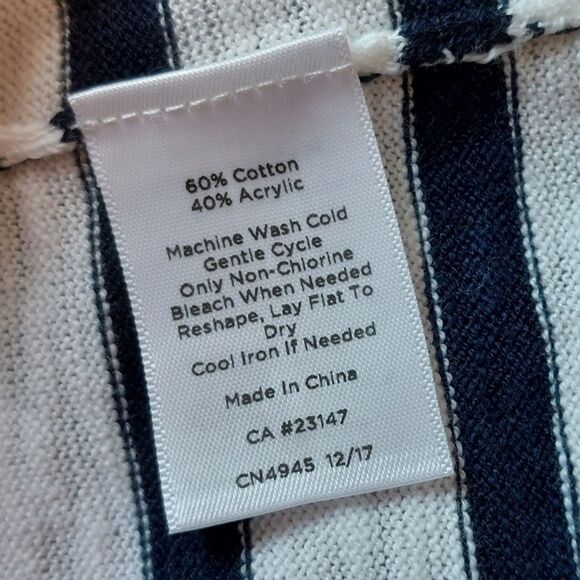 60% Cotton
40% Acrylic
Machine Wash Cold
Gentle Cycle
Only Non-Chlorine
Bleach When Needed
Reshape, Lay Flat To
Dry
Cool Iron If Needed
Made In China
CA #23147
CN4945 12/17